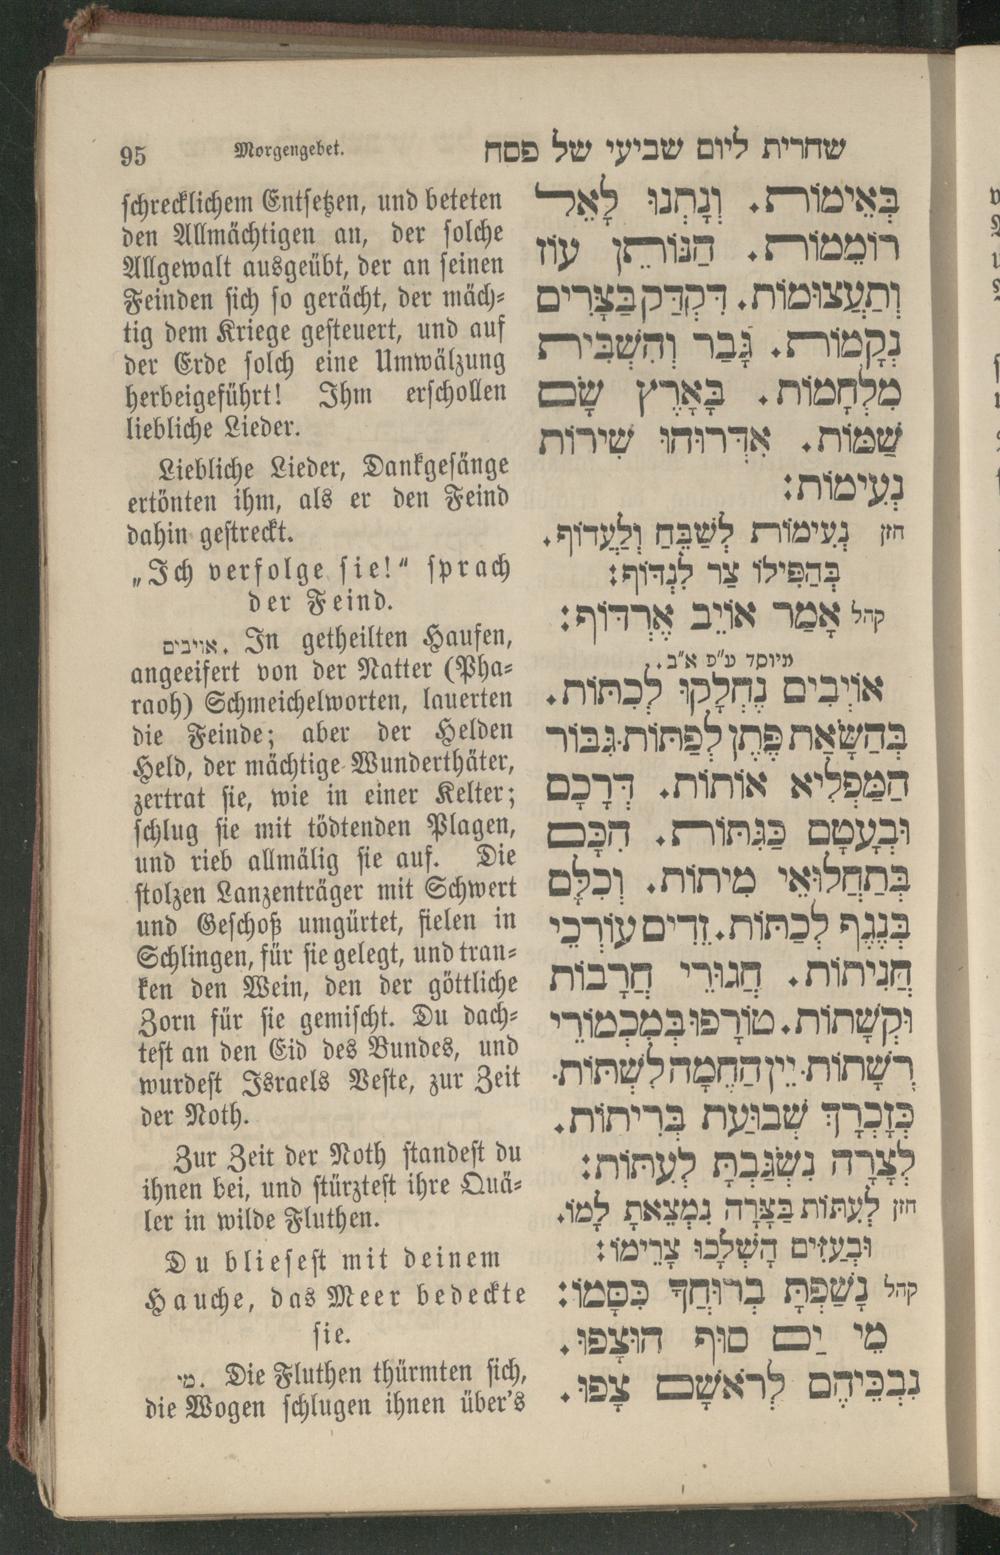 95
Morgengebet.
שחרית ליום שביעי של פסח
בְּאֵימוֹת. וְנָתְנוּ לָאֵל
רוֹמֵמוֹת. הַנּוֹתֵן עוֹז
וְתַעֲצוּמוֹת. דִּקְדַּק בַּצָּרִים
נְקָמוֹת. גָּבַר וְהִשְׁבִּית
מִלְחָמוֹת. בָּאָרֶץ שָׂם
שַׁמּוֹת. אִדְּרוּהוּ שִׁירוֹת
נְעִימוֹת:
חזן נְעִימוֹת לְשַׁבֵּחַ וְלַעֲדוֹף.
בְּהַפִּילוֹ צַר לִנְדּוֹף:
קהל אָמַר אוֹיֵב אֶרְדּוֹף:
מיוסד ע״פ א״ב.
אוֹיְבִים נֶחְלָקוּ לְכִתּוֹת.
בְּהַשָּׁאַת פֶּתֶן לְפַתּוֹת. גִּבּוֹר
הַמַּפְלִיא אוֹתוֹת. דְּרָכָם
וּבְעָטָם כַּגִּתּוֹת. הִכָּם
בְּתַחֲלוּאֵי מִיתוֹת. וְכִלָּם
בְּנֶגֶף לְכַתּוֹת. זֵדִים עוֹרְכֵי
חֲנִיתוֹת. חֲגוּרֵי חֲרָבוֹת
וּקְשָׁתוֹת. טוֹרָפוּ בְּמִכְמוֹרֵי
רְשָׁתוֹת. יֵין הַחֵמָה לִשְׁתּוֹת.
כְּזָכְרָךְ שְׁבוּעַת בְּרִיתוֹת.
לְצָרָה נִשְׂגַּבְתָּ לְעִתּוֹת:
חזן לְעִתּוֹת בַּצָּרָה נִמְצֵאתָ לָמוֹ.
וּבְעַזִּים הָשְׁלָכוּ צָרֵימוֹ:
קהל נָשַׁפְתָּ בְרוּחֲךָ כִּסָּמוֹ:
מֵי יַם סוּף הוּצָפוּ.
נִבְכֵּיהֶם לְרֹאשָׁם צָפוּ.
schrecklichem Entsetzen, und beteten
den Allmächtigen an, der solche
Allgewalt ausgeübt, der an seinen
Feinden sich so gerächt, der mäch-
tig dem Kriege gesteuert, und auf
der Erde solch eine Umwälzung
herbeigeführt! Ihm erschollen
liebliche Lieder.
Liebliche Lieder, Dankgesänge
ertönten ihm, als er den Feind
dahin gestreckt.
„Ich verfolge sie!“ sprach
der Feind.
אויבים. In getheilten Haufen,
angeeifert von der Natter (Pha-
raoh) Schmeichelworten, lauerten
die Feinde; aber der Helden
Held, der mächtige Wunderthäter,
zertrat sie, wie in einer Kelter;
schlug sie mit tödtenden Plagen,
und rieb allmälig sie auf. Die
stolzen Lanzenträger mit Schwert
und Geschoß umgürtet, fielen in
Schlingen, für sie gelegt, und tran-
ken den Wein, den der göttliche
Zorn für sie gemischt. Du dach-
test an den Eid des Bundes, und
wurdest Israels Veste, zur Zeit
der Noth.
Zur Zeit der Noth standest du
ihnen bei, und stürztest ihre Quä-
ler in wilde Fluthen.
Du bliesest mit deinem
Hauche, das Meer bedeckte
sie.
מי. Die Fluthen thürmten sich,
die Wogen schlugen ihnen über's